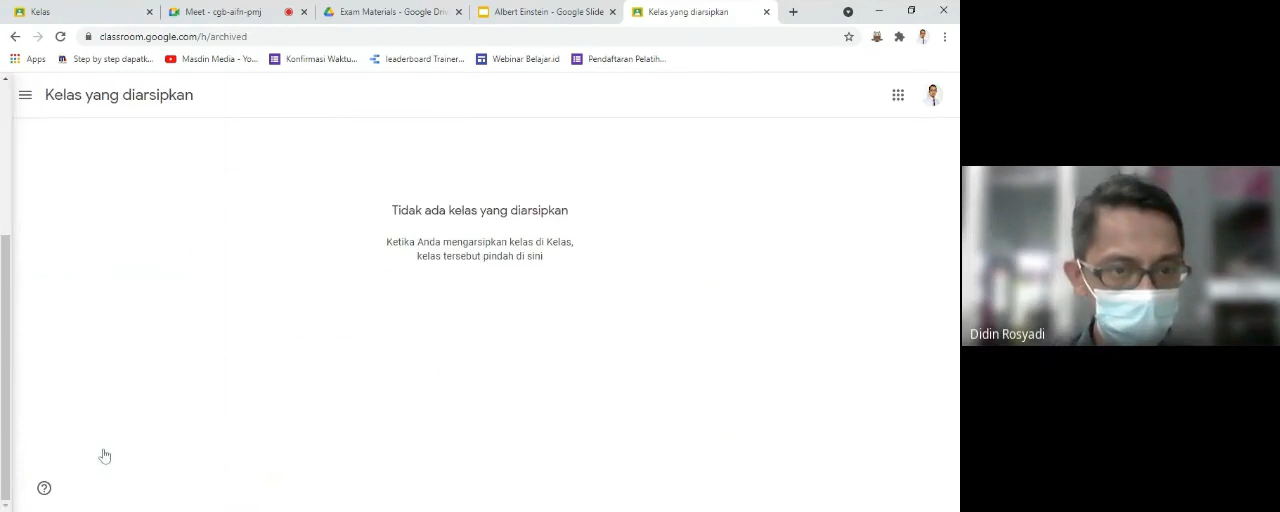 Kelas
Meet - cgb-aifn-pmj
Exam Materials - Google Driv
Albert Einstein - Google Slide
Kelas yang diarsipkan
classroom.google.com/h/archived
Apps
Step by step dapatk...
Masdin Media - Yo...
Konfirmasi Waktu...
leaderboard Trainer...
Webinar Belajar.id
Pendaftaran Pelatih...
Kelas yang diarsipkan
Tidak ada kelas yang diarsipkan
Ketika Anda mengarsipkan kelas di Kelas,
kelas tersebut pindah di sini
Didin Rosyadi